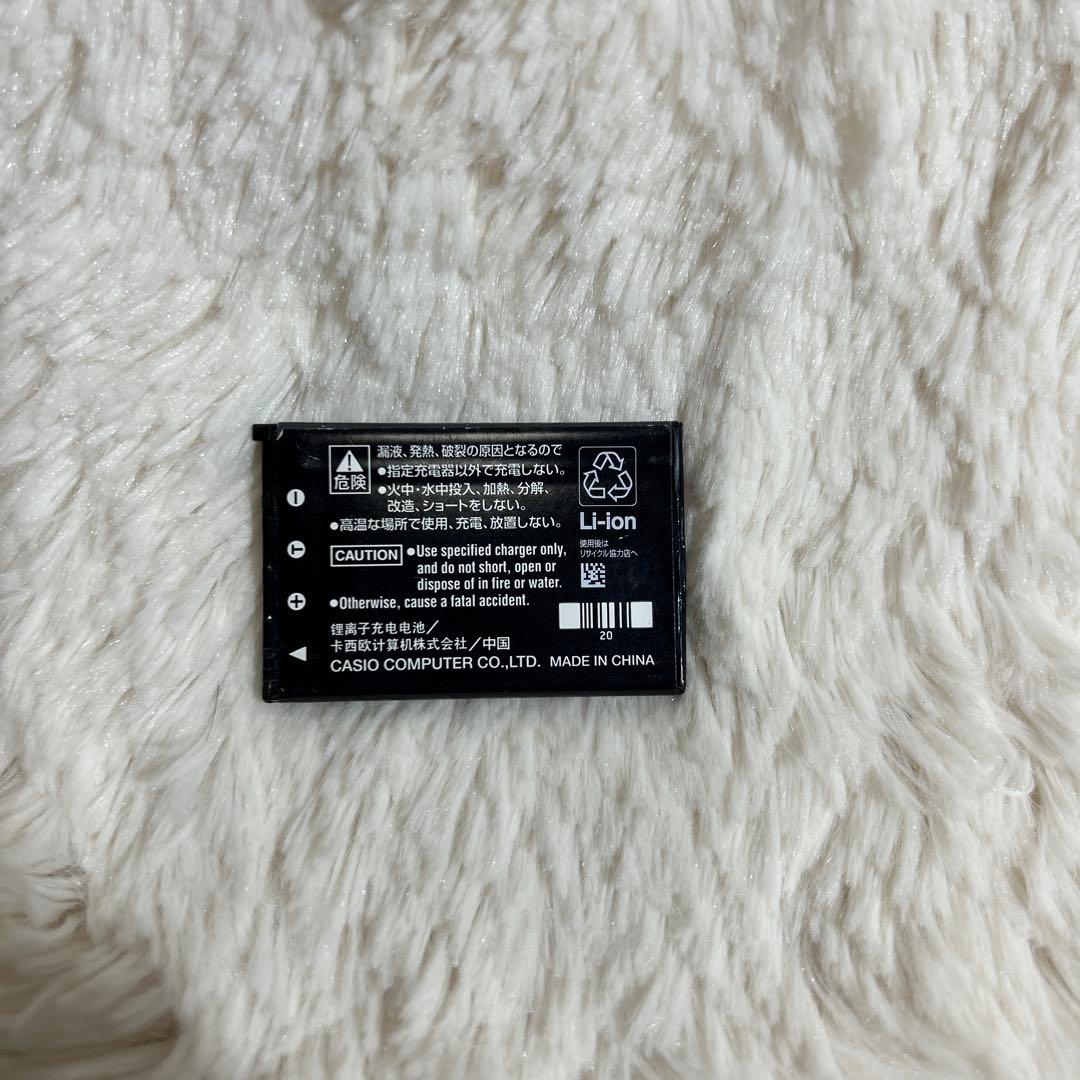 危険
漏液、発熱、破裂の原因となるので
●指定充電器以外で充電しない。
●火中・水中投入、加熱、分解、
改造、ショートをしない。
●高温な場所で使用、充電、放置しない。
CAUTION ●Use specified charger only,
and do not short, open or
dispose of in fire or water.
●Otherwise, cause a fatal accident.
锂离子充电电池/
卡西欧计算机株式会社/中国
CASIO COMPUTER CO.,LTD. MADE IN CHINA
Li-ion
使用後は
リサイクル協力店へ
20
- 
T
+